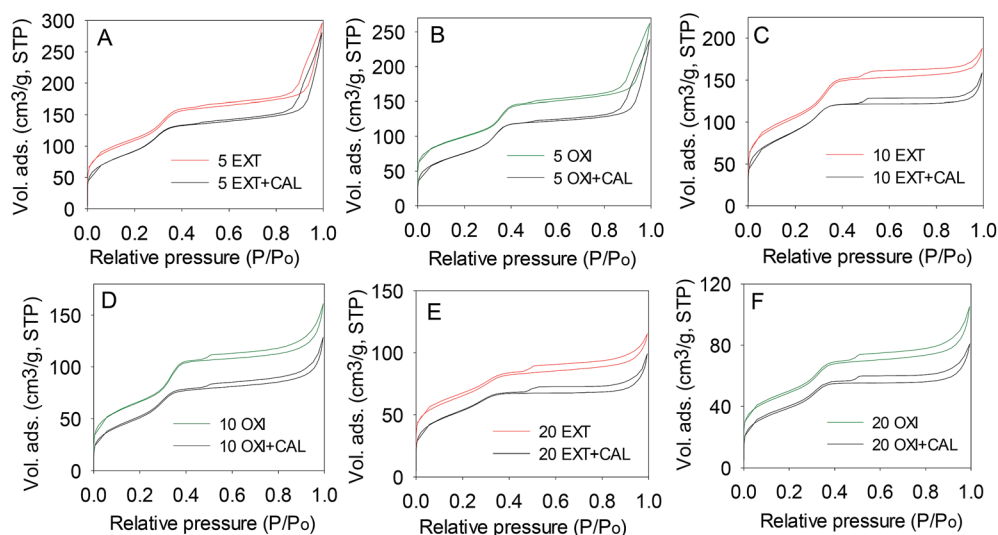 A
Vol. ads. (cm3/g, STP)
300
250
200
150
100
50
0
5 EXT
5 EXT+CAL
0.0 0.2 0.4 0.6 0.8 1.0
Relative pressure (P/Po)
B
Vol. ads. (cm3/g, STP)
250
200
150
100
50
0
5 OXI
5 OXI+CAL
0.0 0.2 0.4 0.6 0.8 1.0
Relative pressure (P/Po)
C
Vol. ads. (cm3/g, STP)
200
150
100
50
0
10 EXT
10 EXT+CAL
0.0 0.2 0.4 0.6 0.8 1.0
Relative pressure (P/Po)
D
Vol. ads. (cm3/g, STP)
150
100
50
0
10 OXI
10 OXI+CAL
0.0 0.2 0.4 0.6 0.8 1.0
Relative pressure (P/Po)
E
Vol. ads. (cm3/g, STP)
150
100
50
0
20 EXT
20 EXT+CAL
0.0 0.2 0.4 0.6 0.8 1.0
Relative pressure (P/Po)
F
Vol. ads. (cm3/g, STP)
120
80
40
0
20 OXI
20 OXI+CAL
0.0 0.2 0.4 0.6 0.8 1.0
Relative pressure (P/Po)